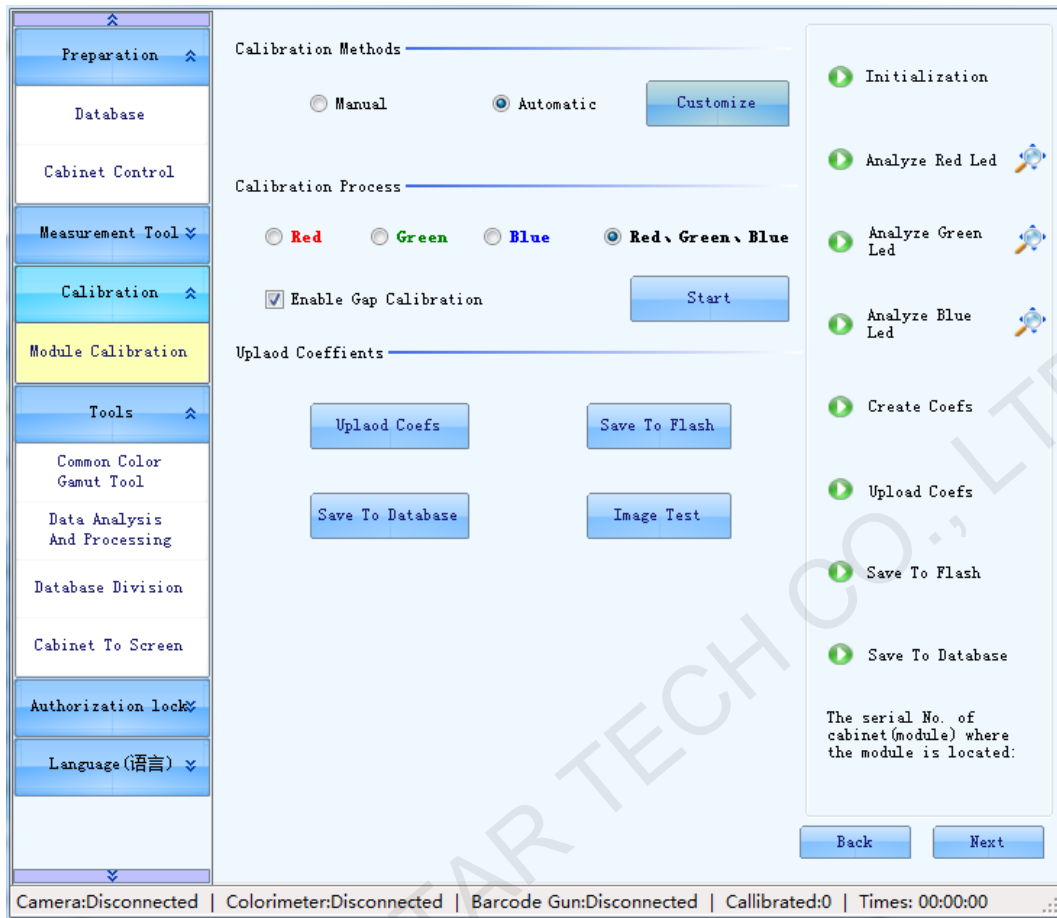 Preparation
Database
Cabinet Control
Measurement Tool
Calibration
Module Calibration
Tools
Common Color
Gamut Tool
Data Analysis
And Processing
Database Division
Cabinet To Screen
Authorization lock
Language(语言)
Calibration Methods
Manual
Automatic
Customize
Calibration Process
Red
Green
Blue
Red、Green、Blue
Enable Gap Calibration
Start
Uplaod Coeffients
Uplaod Coefs
Save To Flash
Save To Database
Image Test
Initialization
Analyze Red Led
Analyze Green
Led
Analyze Blue
Led
Create Coefs
Upload Coefs
Save To Flash
Save To Database
The serial No. of
cabinet(module) where
the module is located:
Back
Next
Camera:Disconnected | Colorimeter:Disconnected | Barcode Gun:Disconnected | Callibrated:0 | Times: 00:00:00
TAR TECH CO., LT